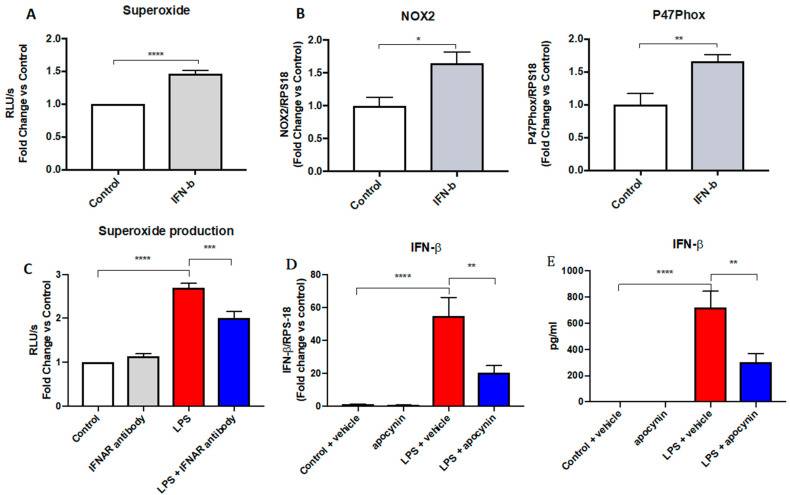 A
Superoxide
RLU/s
Fold Change vs Control
2.0
1.5
1.0
0.5
0.0
****
Control
IFN-b
B
NOX2
NOX2/RPS18
(Fold Change vs Control)
2.0
1.5
1.0
0.5
0.0
*
Control
IFN-b
P47Phox
P47Phox/RPS18
(Fold Change vs Control)
2.0
1.5
1.0
0.5
0.0
**
Control
IFN-b
C
Superoxide production
RLU/s
Fold Change vs Control
3
2
1
0
****
***
Control
IFNAR antibody
LPS
LPS + IFNAR antibody
D
IFN-β
IFN-β/RPS-18
(Fold change vs control)
80
60
40
20
0
****
**
Control + vehicle
apocynin
LPS + vehicle
LPS + apocynin
E
IFN-β
pg/ml
1000
800
600
400
200
0
****
**
Control + vehicle
apocynin
LPS + vehicle
LPS + apocynin